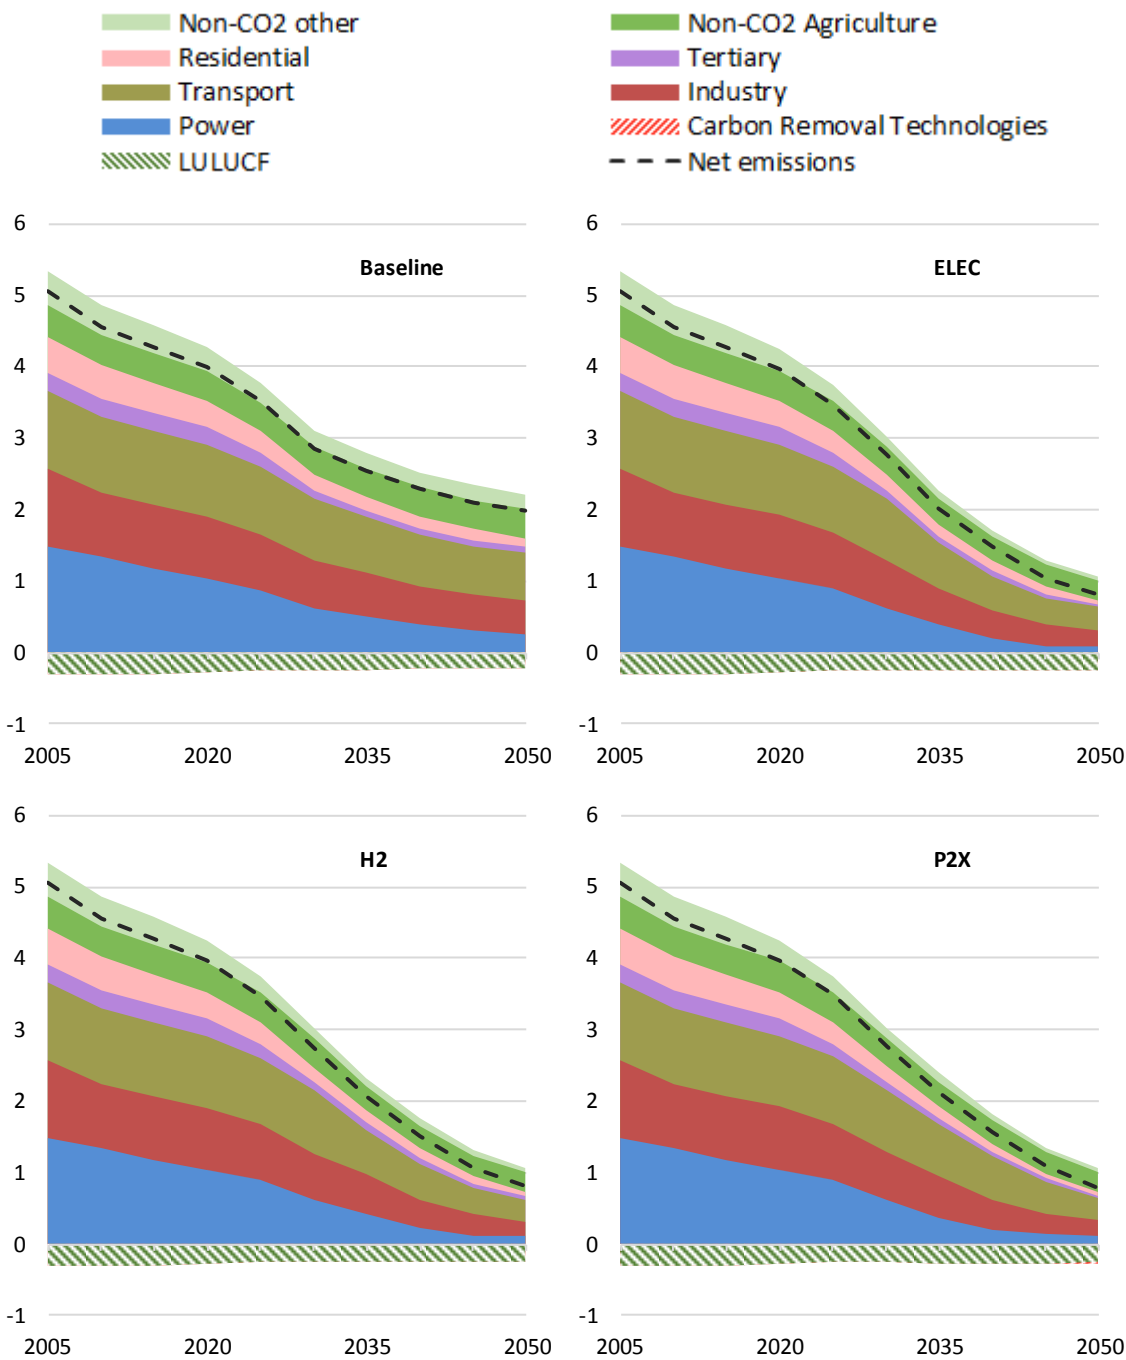 Non-CO2 other Non-CO2 Agriculture
Residential Tertiary
Transport Industry
Power Carbon Removal Technologies
LULUCF Net emissions
6 6
Baseline ELEC
5 5
4 4
3 3
2 2
1 1
0 0
-1 -1
2005 2020 2035 2050 2005 2020 2035 2050
6 6
H2 P2X
5 5
4 4
3 3
2 2
1 1
0 0
-1 -1
2005 2020 2035 2050 2005 2020 2035 2050